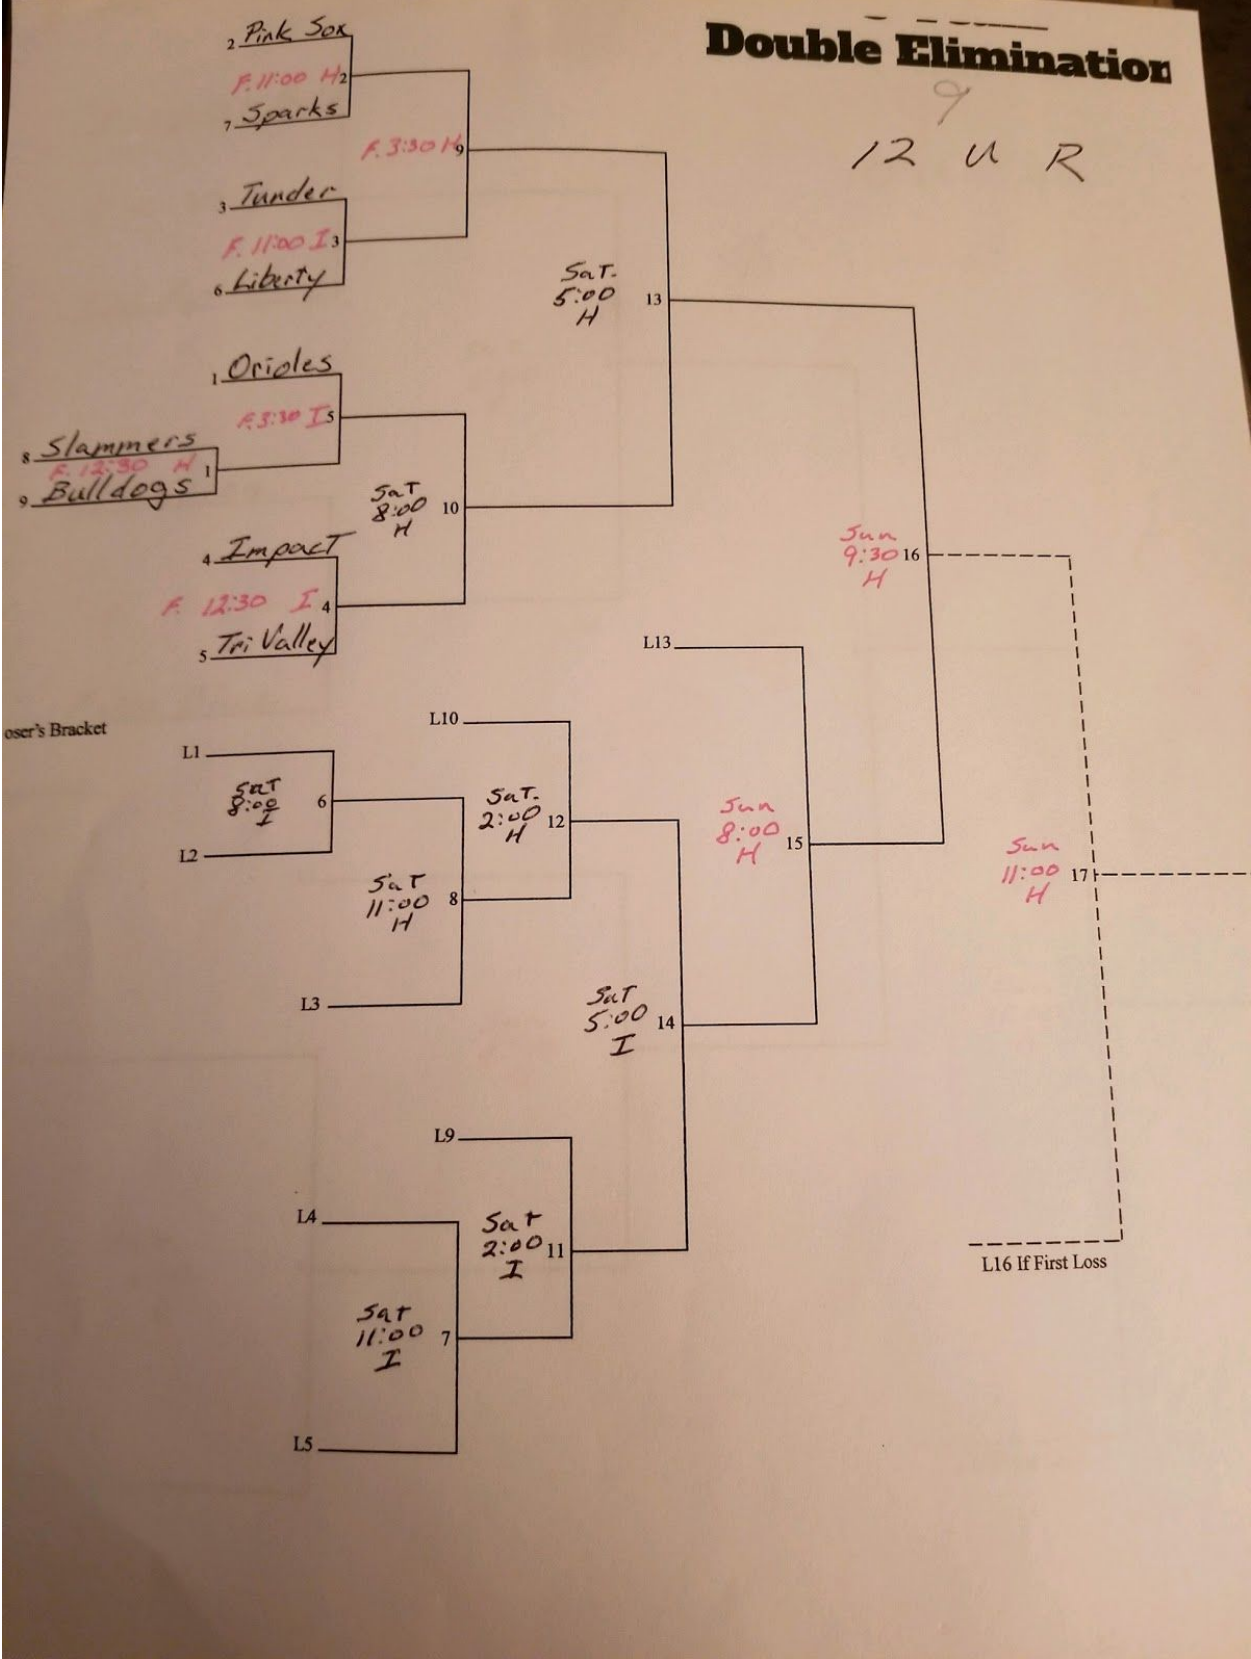 Double Elimination
9
12 U R
2 Pink Sox
F. 11:00 H 2
7 Sparks
F. 3:30 H 9
3 Tunder
F. 11:00 I 3
6 Liberty
Sat.
5:00 13
H
1 Orioles
F. 3:30 I 5
8 Slammers
F. 12:30 H 1
9 Bulldogs
Sat
8:00 10
H
4 Impact
F. 12:30 I 4
5 Tri Valley
Sun
9:30 16
H
L13
oser's Bracket
L10
L1
Sat
8:00 6
I
L2
Sat.
2:00 12
H
Sun
8:00 15
H
Sun
11:00 17
H
Sat
11:00 8
H
L3
Sat
5:00 14
I
L9
L4
Sat
2:00 11
I
L16 If First Loss
Sat
11:00 7
I
L5